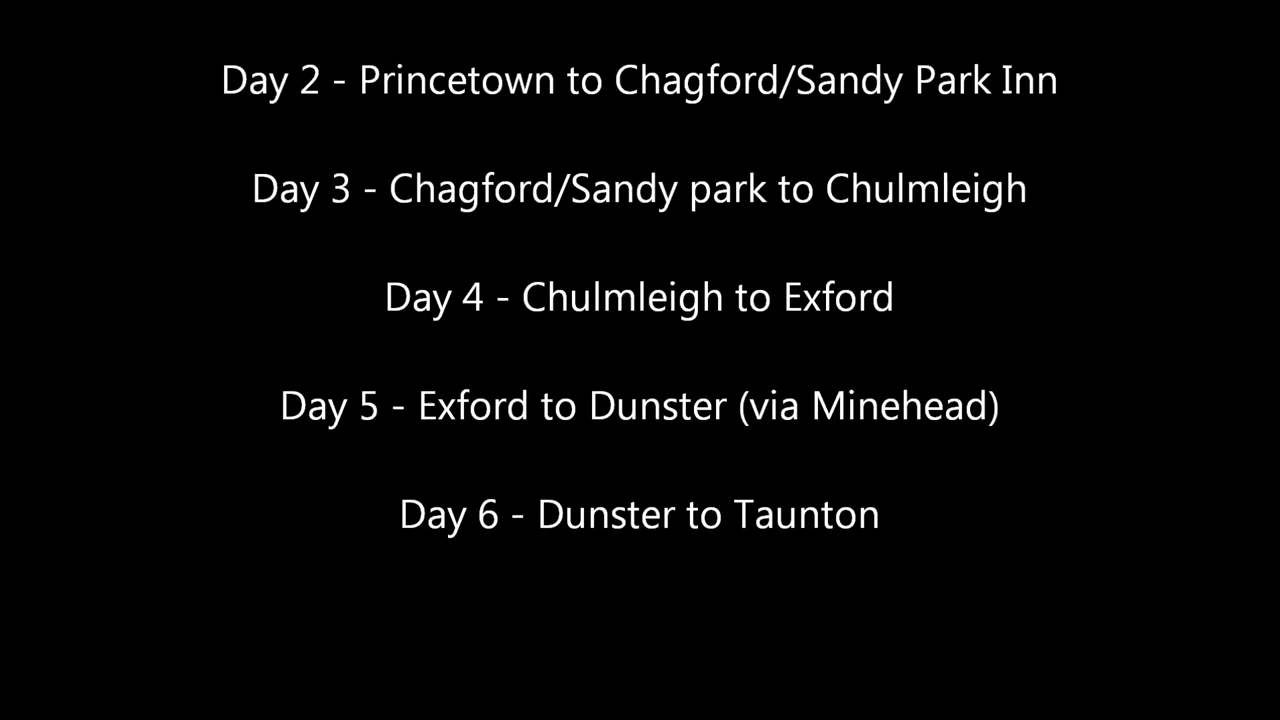 Day 2 - Princetown to Chagford/Sandy Park Inn
Day 3 - Chagford/Sandy park to Chulmleigh
Day 4 - Chulmleigh to Exford
Day 5 - Exford to Dunster (via Minehead)
Day 6 - Dunster to Taunton